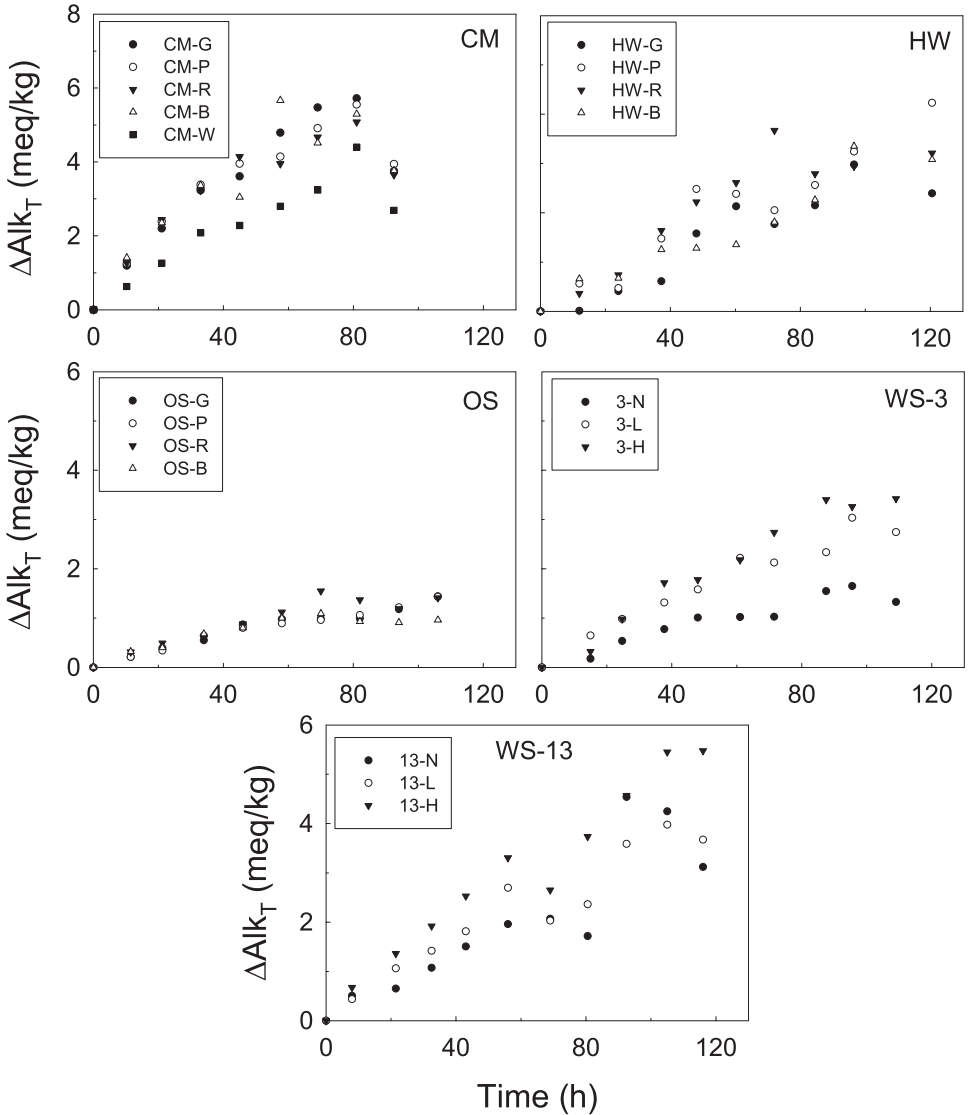 CM
CM-G
CM-P
CM-R
CM-B
CM-W
8
6
4
2
0
0 40 80 120
ΔAlkT (meq/kg)
HW
HW-G
HW-P
HW-R
HW-B
0 40 80 120
OS
OS-G
OS-P
OS-R
OS-B
6
4
2
0
0 40 80 120
ΔAlkT (meq/kg)
WS-3
3-N
3-L
3-H
0 40 80 120
WS-13
13-N
13-L
13-H
6
4
2
0
0 40 80 120
ΔAlkT (meq/kg)
Time (h)